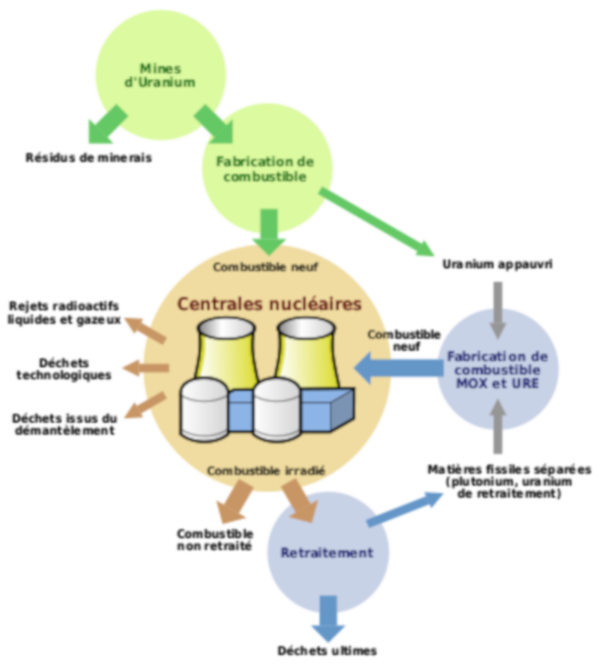 Mines
d'Uranium
Résidus de minerais
Fabrication de
combustible
Uranium appauvri
Combustible neuf
Centrales nucléaires
Rejets radioactifs
liquides et gazeux
Déchets
technologiques
Déchets issus du
démantèlement
Combustible
neuf
Fabrication de
combustible
MOX et URE
Combustible irradié
Matières fissiles séparées
(plutonium, uranium
de retraitement)
Combustible
non retraité
Retraitement
Déchets ultimes